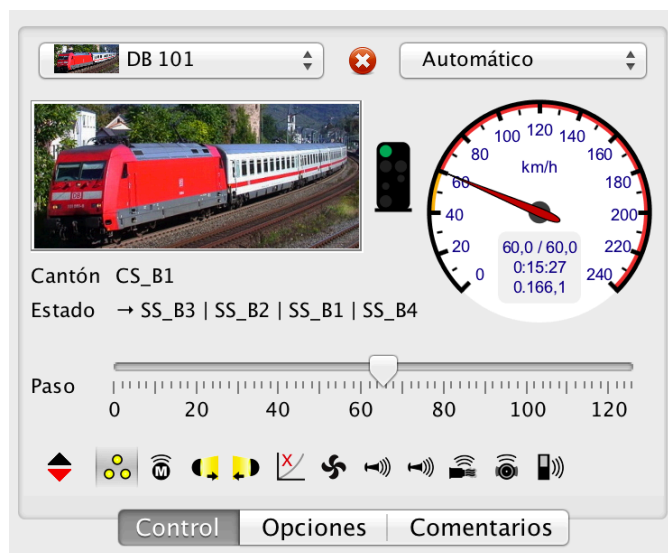 DB 101
Automático
0 20 40 60 80 100 120 140 160 180 200 220 240
km/h
60,0 / 60,0
0:15:27
0.166,1
Cantón CS_B1
Estado → SS_B3 | SS_B2 | SS_B1 | SS_B4
Paso
0 20 40 60 80 100 120
M
X
Control Opciones Comentarios